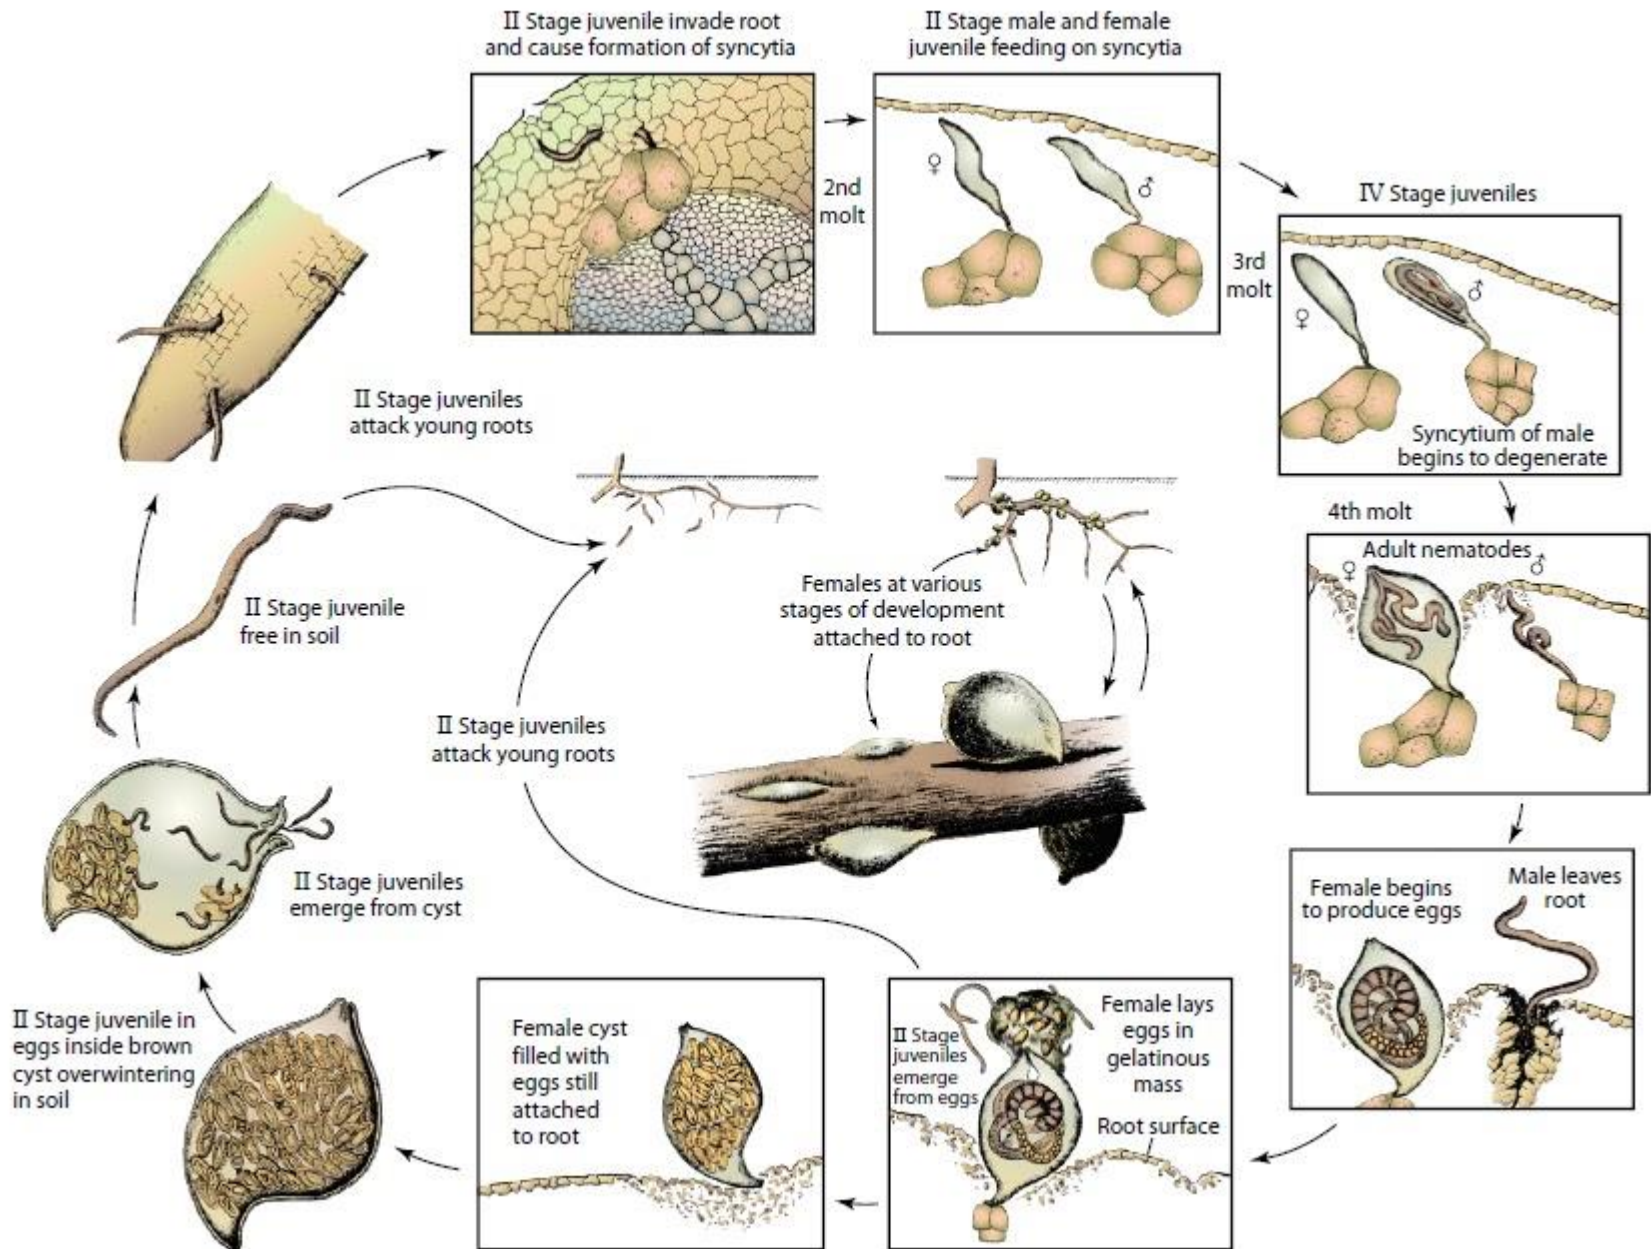 II Stage juvenile invade root
and cause formation of syncytia
II Stage male and female
juvenile feeding on syncytia
2nd
molt
♀
♂
3rd
molt
IV Stage juveniles
♀
♂
Syncytium of male
begins to degenerate
4th molt
Adult nematodes
♀
♂
Female begins
to produce eggs
Male leaves
root
Female lays
eggs in
gelatinous
mass
II Stage
juveniles
emerge
from eggs
Root surface
Female cyst
filled with
eggs still
attached
to root
II Stage juvenile in
eggs inside brown
cyst overwintering
in soil
II Stage juveniles
emerge from cyst
II Stage juvenile
free in soil
II Stage juveniles
attack young roots
II Stage juveniles
attack young roots
Females at various
stages of development
attached to root